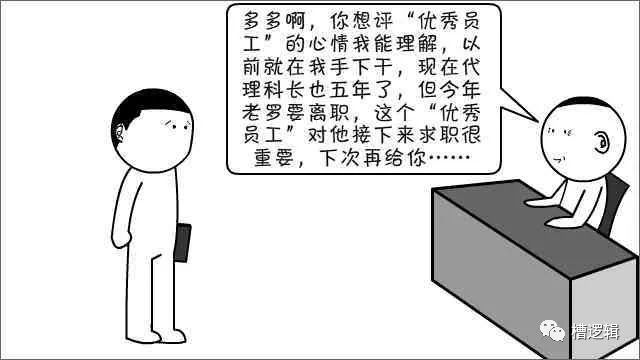 多多啊，你想评“优秀员
工”的心情我能理解，以
前就在我手下干，现在代
理科长也五年了，但今年
老罗要离职，这个“优秀
员工”对他接下来求职很
重要，下次再给你……
槽逻辑